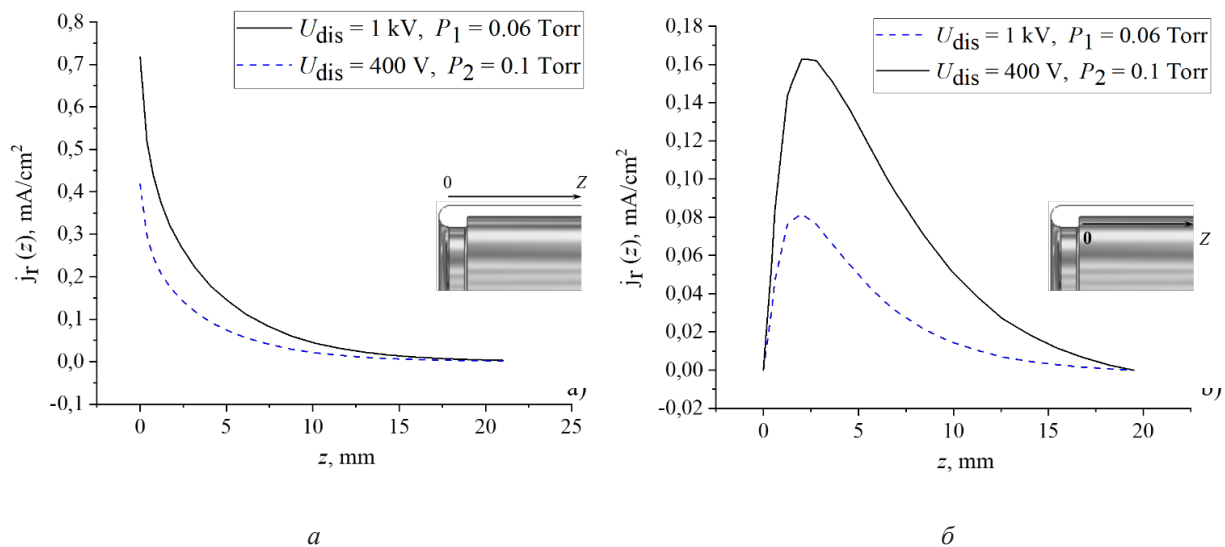 U_dis = 1 kV, P_1 = 0.06 Torr
U_dis = 400 V, P_2 = 0.1 Torr
j_r (z), mA/cm²
0,8
0,7
0,6
0,5
0,4
0,3
0,2
0,1
0,0
-0,1
0 Z
a)
0 5 10 15 20 25
z, mm
a
U_dis = 1 kV, P_1 = 0.06 Torr
U_dis = 400 V, P_2 = 0.1 Torr
j_r (z), mA/cm²
0,18
0,16
0,14
0,12
0,10
0,08
0,06
0,04
0,02
0,00
-0,02
0 Z
0 5 10 15 20
z, mm
б